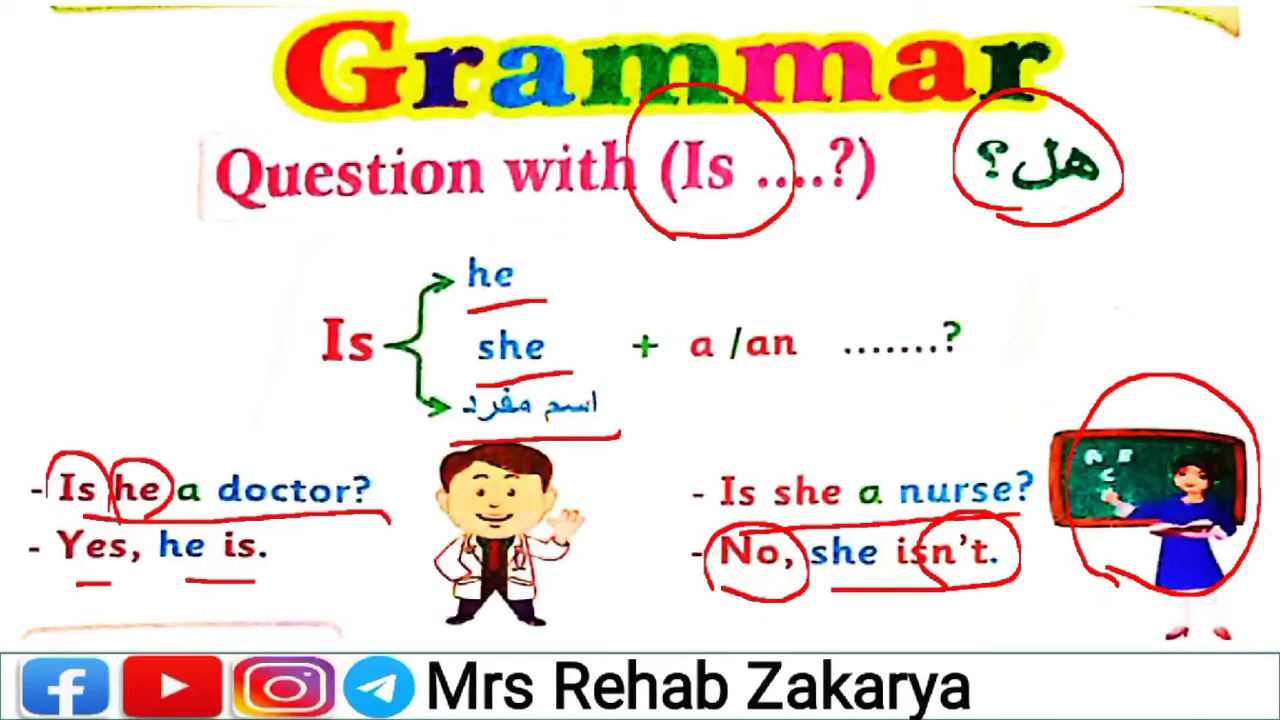 Grammar
Question with (Is ....?) هل؟
he
Is she + a /an .......?
اسم مفرد
- Is he a doctor?
- Yes, he is.
- Is she a nurse?
- No, she isn't.
A B
C
Mrs Rehab Zakarya